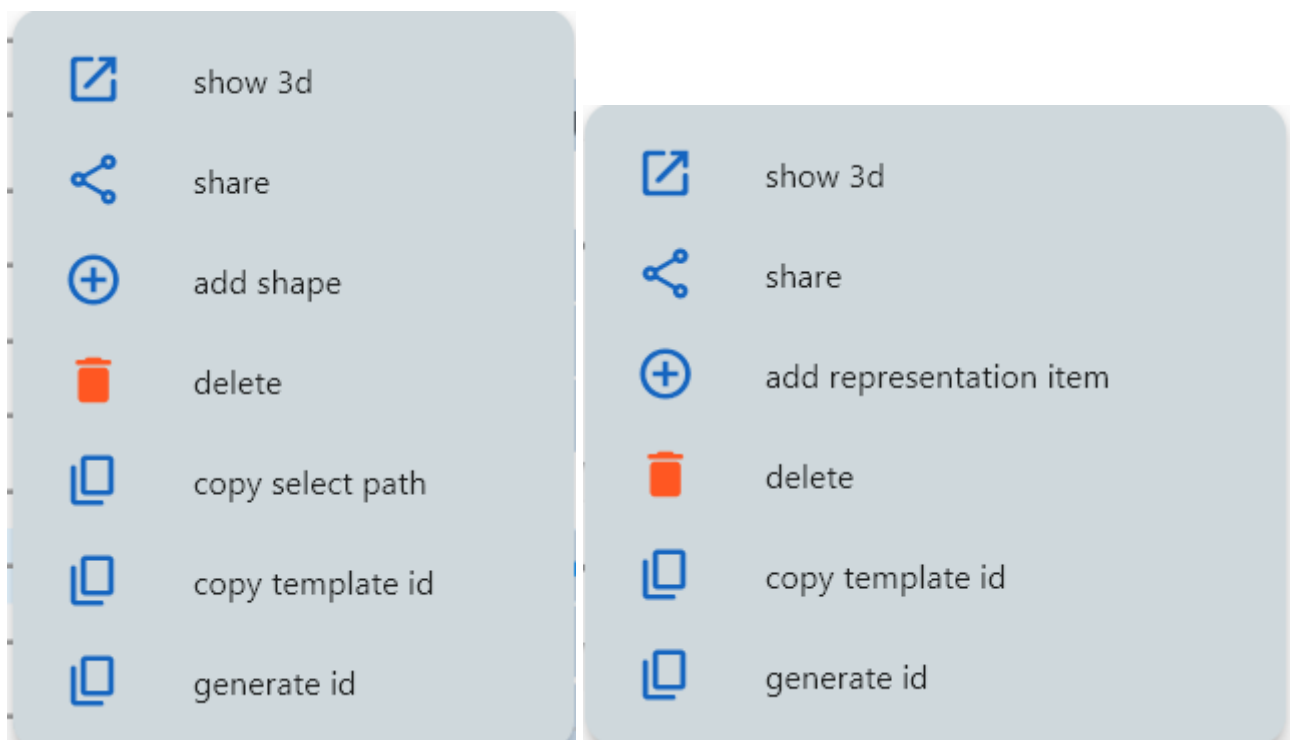 show 3d
share
add shape
delete
copy select path
copy template id
generate id
show 3d
share
add representation item
delete
copy template id
generate id